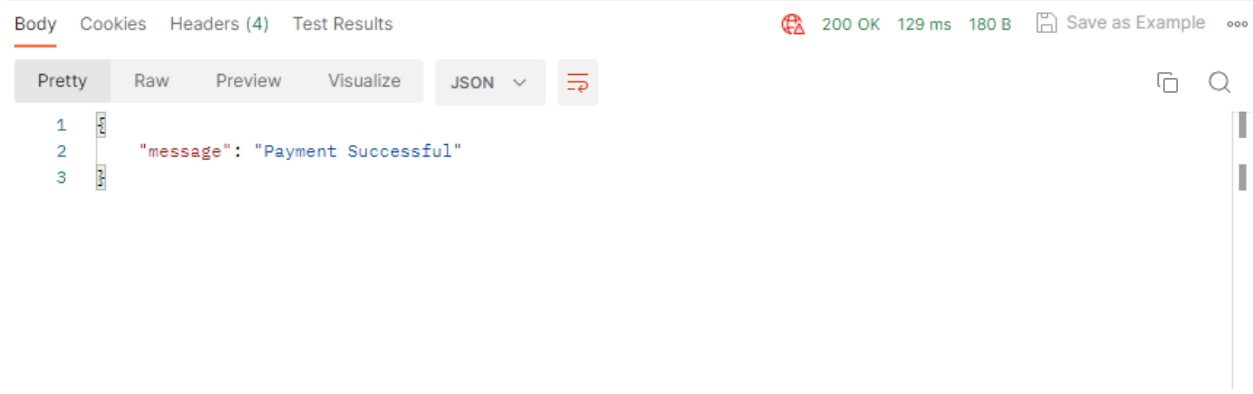 Body Cookies Headers (4) Test Results 200 OK 129 ms 180 B Save as Example
Pretty Raw Preview Visualize JSON
1 {
2 "message": "Payment Successful"
3 }